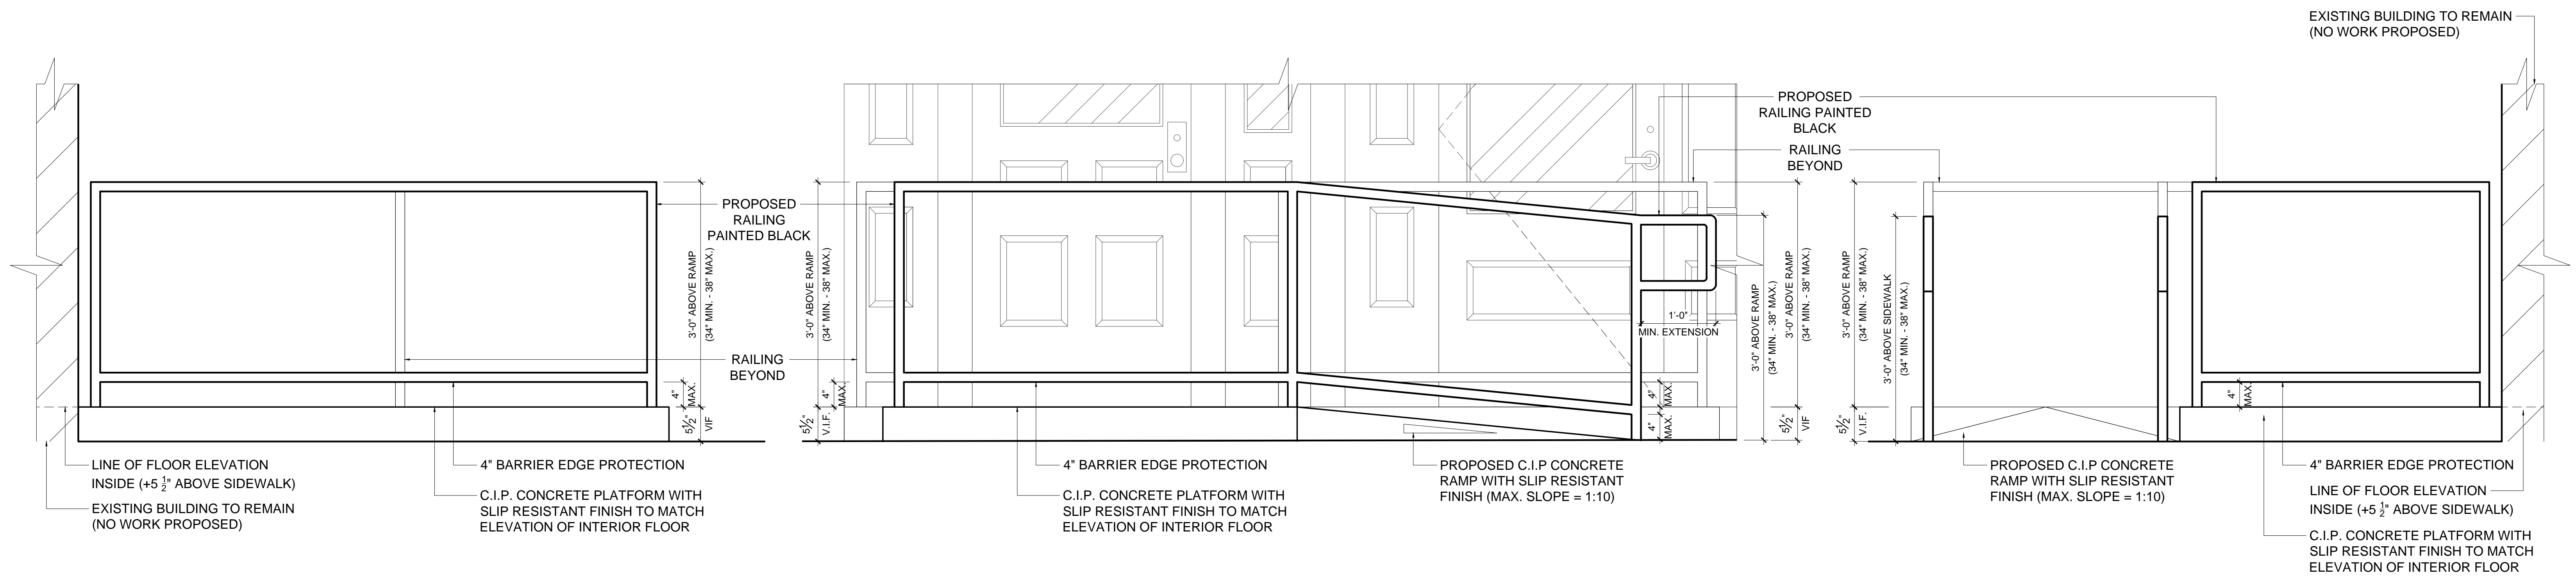 EXISTING BUILDING TO REMAIN
(NO WORK PROPOSED)
PROPOSED
RAILING PAINTED
BLACK
RAILING
BEYOND
PROPOSED
RAILING
PAINTED BLACK
RAILING
BEYOND
3'-0" ABOVE RAMP
(34" MIN. - 38" MAX.)
4"
MAX.
5½"
VIF
3'-0" ABOVE RAMP
(34" MIN. - 38" MAX.)
4"
MAX.
5½"
V.I.F.
1'-0"
MIN. EXTENSION
4"
MAX.
4"
MAX.
3'-0" ABOVE RAMP
(34" MIN. - 38" MAX.)
3'-0" ABOVE RAMP
(34" MIN. - 38" MAX.)
5½"
VIF
3'-0" ABOVE RAMP
(34" MIN. - 38" MAX.)
3'-0" ABOVE SIDEWALK
(34" MIN. - 38" MAX.)
5½"
V.I.F.
4"
MAX.
LINE OF FLOOR ELEVATION
INSIDE (+5 ½" ABOVE SIDEWALK)
EXISTING BUILDING TO REMAIN
(NO WORK PROPOSED)
4" BARRIER EDGE PROTECTION
C.I.P. CONCRETE PLATFORM WITH
SLIP RESISTANT FINISH TO MATCH
ELEVATION OF INTERIOR FLOOR
4" BARRIER EDGE PROTECTION
C.I.P. CONCRETE PLATFORM WITH
SLIP RESISTANT FINISH TO MATCH
ELEVATION OF INTERIOR FLOOR
PROPOSED C.I.P CONCRETE
RAMP WITH SLIP RESISTANT
FINISH (MAX. SLOPE = 1:10)
PROPOSED C.I.P CONCRETE
RAMP WITH SLIP RESISTANT
FINISH (MAX. SLOPE = 1:10)
4" BARRIER EDGE PROTECTION
LINE OF FLOOR ELEVATION
INSIDE (+5 ½" ABOVE SIDEWALK)
C.I.P. CONCRETE PLATFORM WITH
SLIP RESISTANT FINISH TO MATCH
ELEVATION OF INTERIOR FLOOR